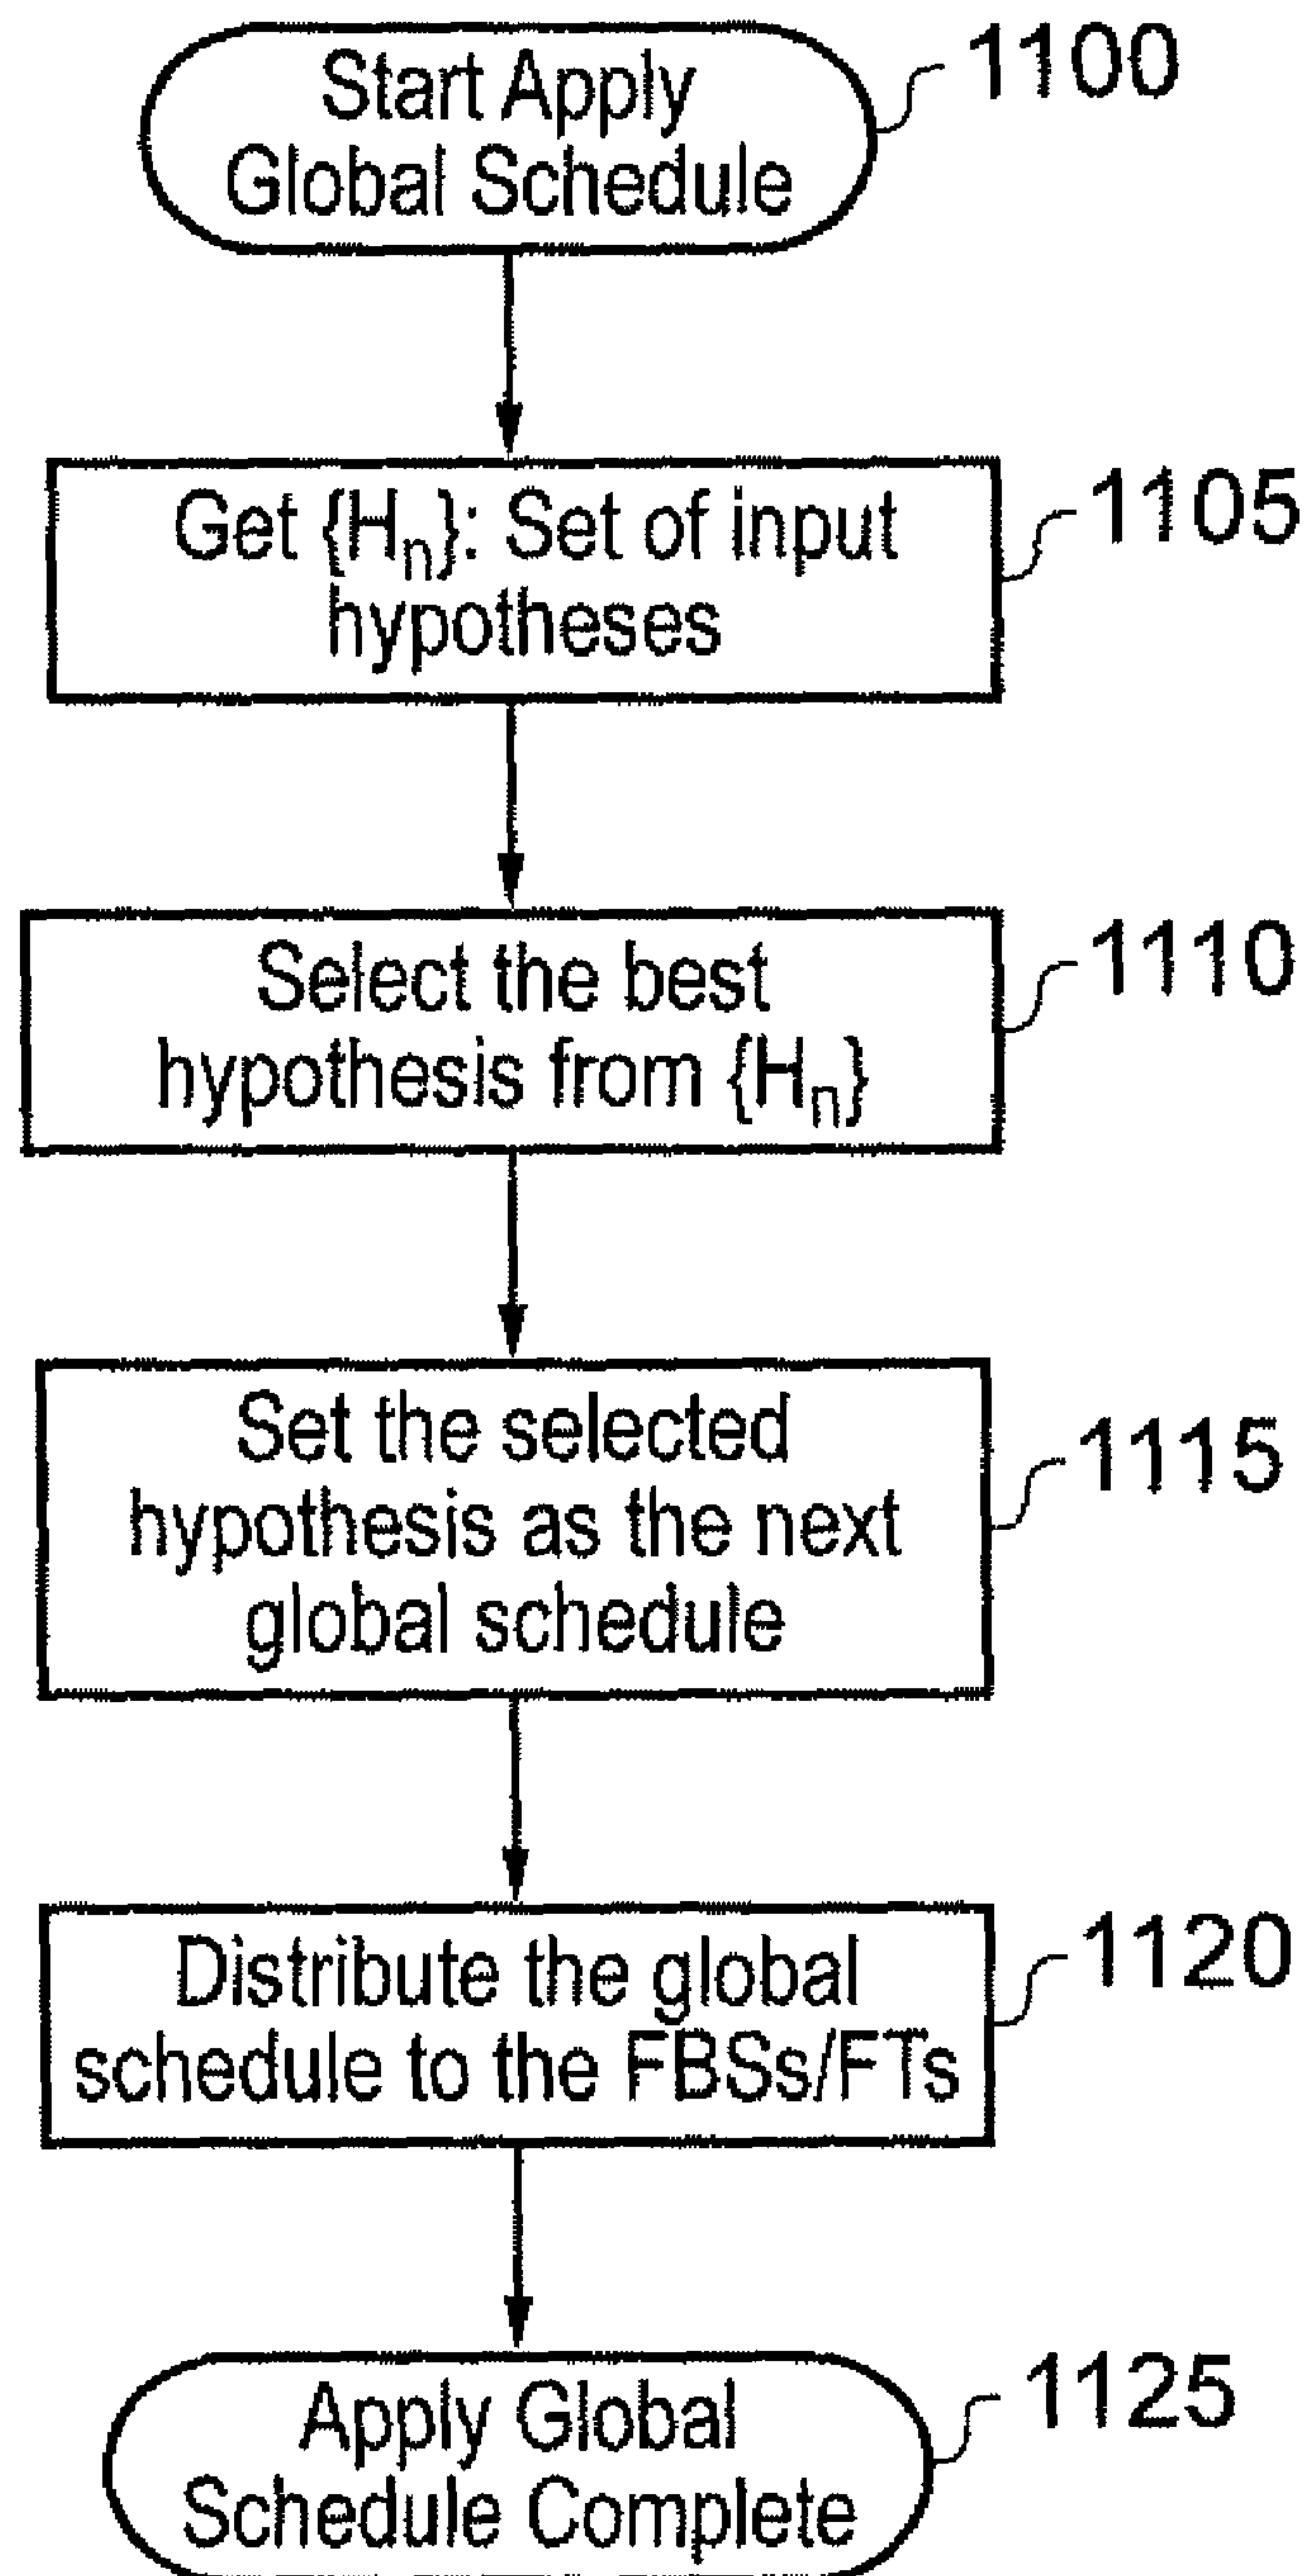 Start Apply
Global Schedule
1100
Get {Hn}: Set of input
hypotheses
1105
Select the best
hypothesis from {Hn}
1110
Set the selected
hypothesis as the next
global schedule
1115
Distribute the global
schedule to the FBSs/FTs
1120
Apply Global
Schedule Complete
1125